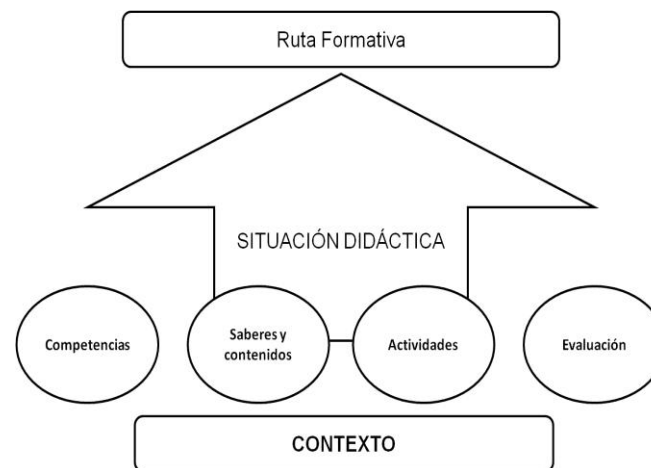 Ruta Formativa
SITUACIÓN DIDÁCTICA
Competencias
Saberes y
contenidos
Actividades
Evaluación
CONTEXTO